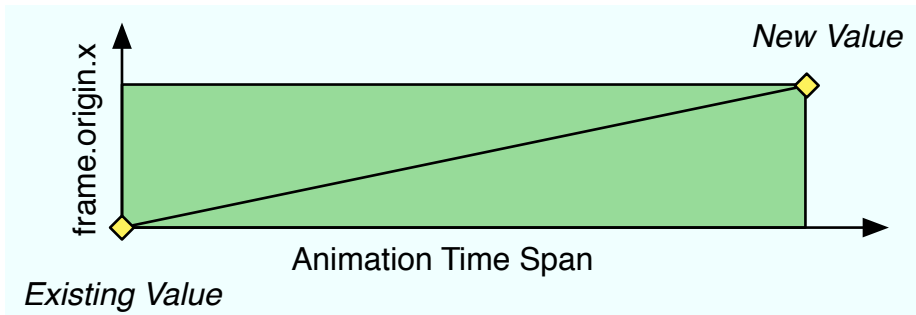 New Value
frame.origin.x
Animation Time Span
Existing Value